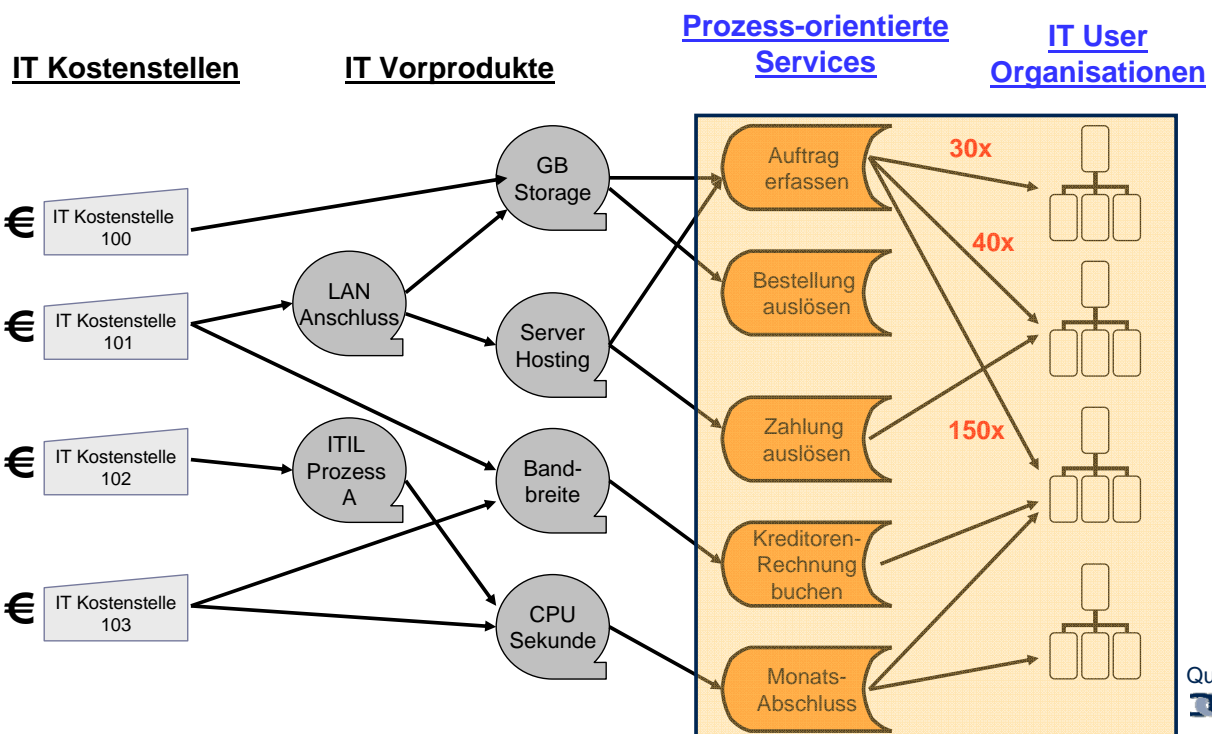 IT Kostenstellen
IT Vorprodukte
Prozess-orientierte
Services
IT User
Organisationen
€
IT Kostenstelle
100
€
IT Kostenstelle
101
€
IT Kostenstelle
102
€
IT Kostenstelle
103
LAN
Anschluss
ITIL
Prozess
A
GB
Storage
Server
Hosting
Band-
breite
CPU
Sekunde
Auftrag
erfassen
Bestellung
auslösen
Zahlung
auslösen
Kreditoren-
Rechnung
buchen
Monats-
Abschluss
30x
40x
150x
Qu